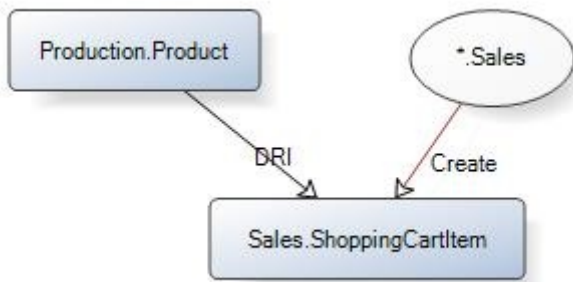 Production.Product
*.Sales
DRI
Create
Sales.ShoppingCartItem